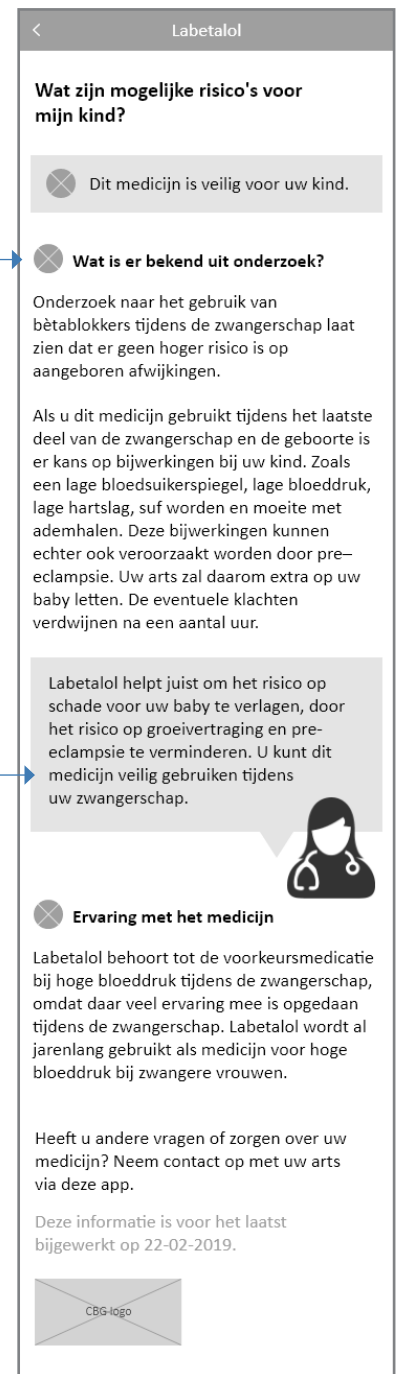 Labetalol
Wat zijn mogelijke risico's voor
mijn kind?
Dit medicijn is veilig voor uw kind.
Wat is er bekend uit onderzoek?
Onderzoek naar het gebruik van
bètablokkers tijdens de zwangerschap laat
zien dat er geen hoger risico is op
aangeboren afwijkingen.
Als u dit medicijn gebruikt tijdens het laatste
deel van de zwangerschap en de geboorte is
er kans op bijwerkingen bij uw kind. Zoals
een lage bloedsuikerspiegel, lage bloeddruk,
lage hartslag, suf worden en moeite met
ademhalen. Deze bijwerkingen kunnen
echter ook veroorzaakt worden door pre–
eclampsie. Uw arts zal daarom extra op uw
baby letten. De eventuele klachten
verdwijnen na een aantal uur.
Labetalol helpt juist om het risico op
schade voor uw baby te verlagen, door
het risico op groeivertraging en pre-
eclampsie te verminderen. U kunt dit
medicijn veilig gebruiken tijdens
uw zwangerschap.
Ervaring met het medicijn
Labetalol behoort tot de voorkeursmedicatie
bij hoge bloeddruk tijdens de zwangerschap,
omdat daar veel ervaring mee is opgedaan
tijdens de zwangerschap. Labetalol wordt al
jarenlang gebruikt als medicijn voor hoge
bloeddruk bij zwangere vrouwen.
Heeft u andere vragen of zorgen over uw
medicijn? Neem contact op met uw arts
via deze app.
Deze informatie is voor het laatst
bijgewerkt op 22-02-2019.
CBG logo